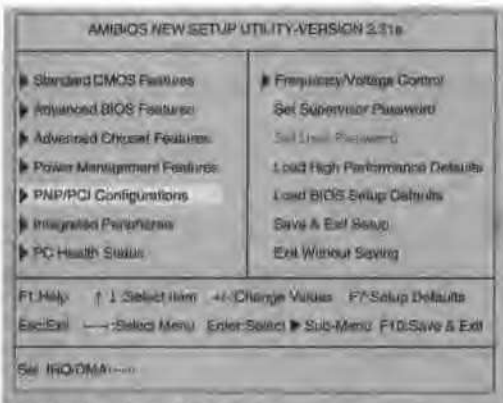 AMIBIOS NEW SETUP UTILITY-VERSION 3.31a
▶ Standard CMOS Features
▶ Advanced BIOS Features
▶ Advanced Chipset Features
▶ Power Management Features
▶ PNP/PCI Configurations
▶ Integrated Peripherals
▶ PC Health Status
▶ Frequency/Voltage Control
Set Supervisor Password
Set User Password
Load High Performance Defaults
Load BIOS Setup Defaults
Save & Exit Setup
Exit Without Saving
F1:Help ↑ ↓:Select Item +/-:Change Values F7:Setup Defaults
Esc:Exit ←→:Select Menu Enter:Select ▶ Sub-Menu F10:Save & Exit
Set IRQ/DMA